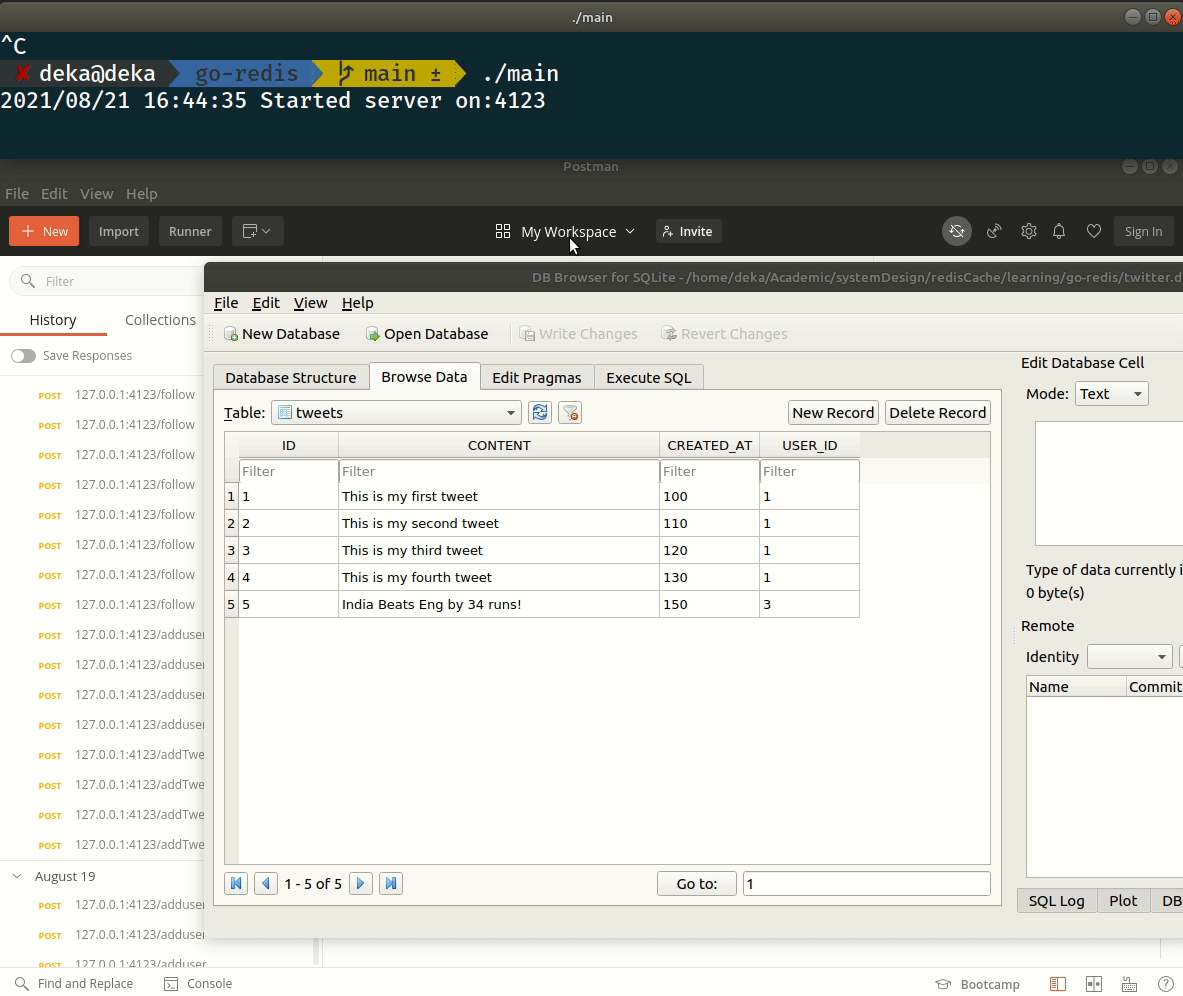 ./main
^C
✘ deka@deka go-redis main ± ./main
2021/08/21 16:44:35 Started server on:4123
Postman
File Edit View Help
+ New Import Runner My Workspace Invite Sign In
Filter
History Collections
Save Responses
POST 127.0.0.1:4123/follow
POST 127.0.0.1:4123/follow
POST 127.0.0.1:4123/follow
POST 127.0.0.1:4123/follow
POST 127.0.0.1:4123/follow
POST 127.0.0.1:4123/follow
POST 127.0.0.1:4123/follow
POST 127.0.0.1:4123/follow
POST 127.0.0.1:4123/adduser
POST 127.0.0.1:4123/adduser
POST 127.0.0.1:4123/adduser
POST 127.0.0.1:4123/adduser
POST 127.0.0.1:4123/addTwe
POST 127.0.0.1:4123/addTwe
POST 127.0.0.1:4123/addTwe
POST 127.0.0.1:4123/addTwe
August 19
POST 127.0.0.1:4123/adduser
POST 127.0.0.1:4123/adduser
POST 127.0.0.1:4123/adduser
DB Browser for SQLite - /home/deka/Academic/systemDesign/redisCache/learning/go-redis/twitter.d
File Edit View Help
New Database Open Database Write Changes Revert Changes
Database Structure Browse Data Edit Pragmas Execute SQL
Table: tweets New Record Delete Record
ID CONTENT CREATED_AT USER_ID
Filter Filter Filter Filter
1 1 This is my first tweet 100 1
2 2 This is my second tweet 110 1
3 3 This is my third tweet 120 1
4 4 This is my fourth tweet 130 1
5 5 India Beats Eng by 34 runs! 150 3
1 - 5 of 5 Go to: 1
Edit Database Cell
Mode: Text
Type of data currently i
0 byte(s)
Remote
Identity
Name Commit
SQL Log Plot DB
Find and Replace Console Bootcamp